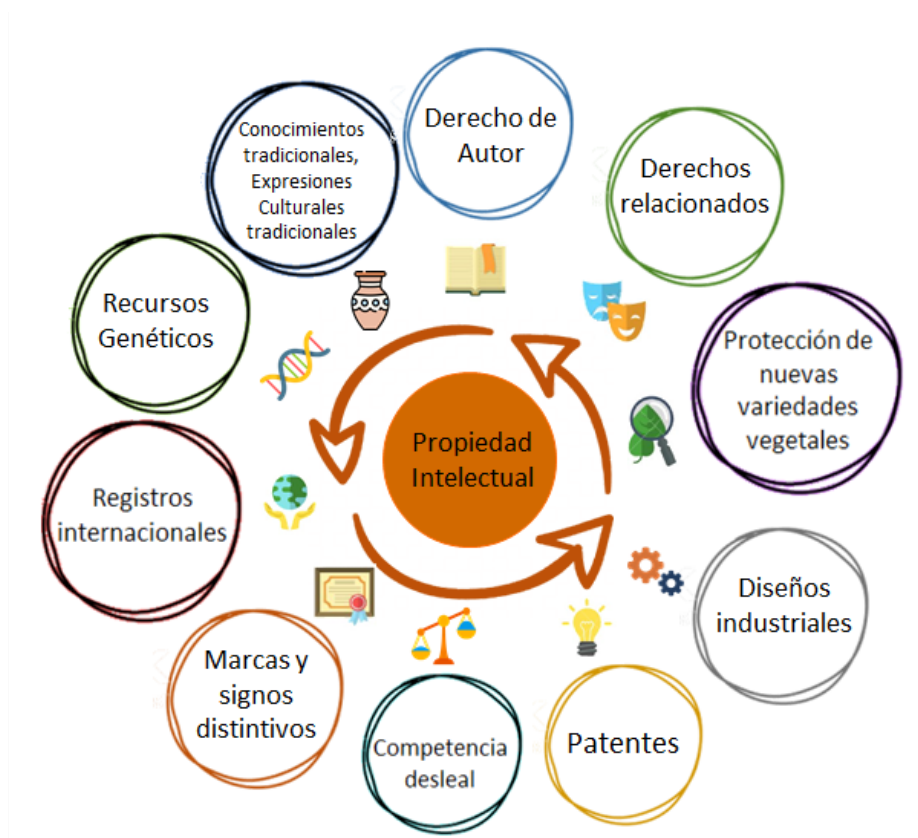 Derecho de
Autor
Derechos
relacionados
Protección de
nuevas
variedades
vegetales
Diseños
industriales
Patentes
Competencia
desleal
Marcas y
signos
distintivos
Registros
internacionales
Recursos
Genéticos
Conocimientos
tradicionales,
Expresiones
Culturales
tradicionales
Propiedad
Intelectual